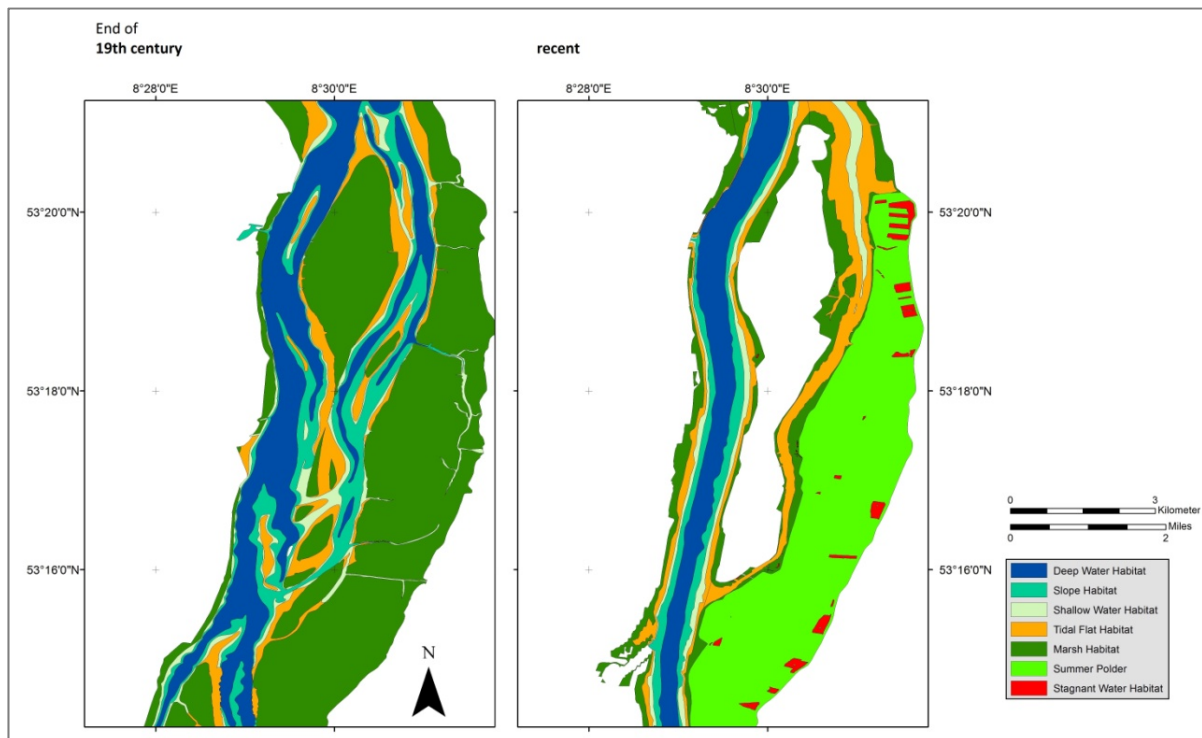 End of
19th century
recent
8°28'0"E
8°30'0"E
8°28'0"E
8°30'0"E
53°20'0"N
53°20'0"N
53°18'0"N
53°18'0"N
53°16'0"N
53°16'0"N
N
0 3
Kilometer
Miles
0 2
Deep Water Habitat
Slope Habitat
Shallow Water Habitat
Tidal Flat Habitat
Marsh Habitat
Summer Polder
Stagnant Water Habitat